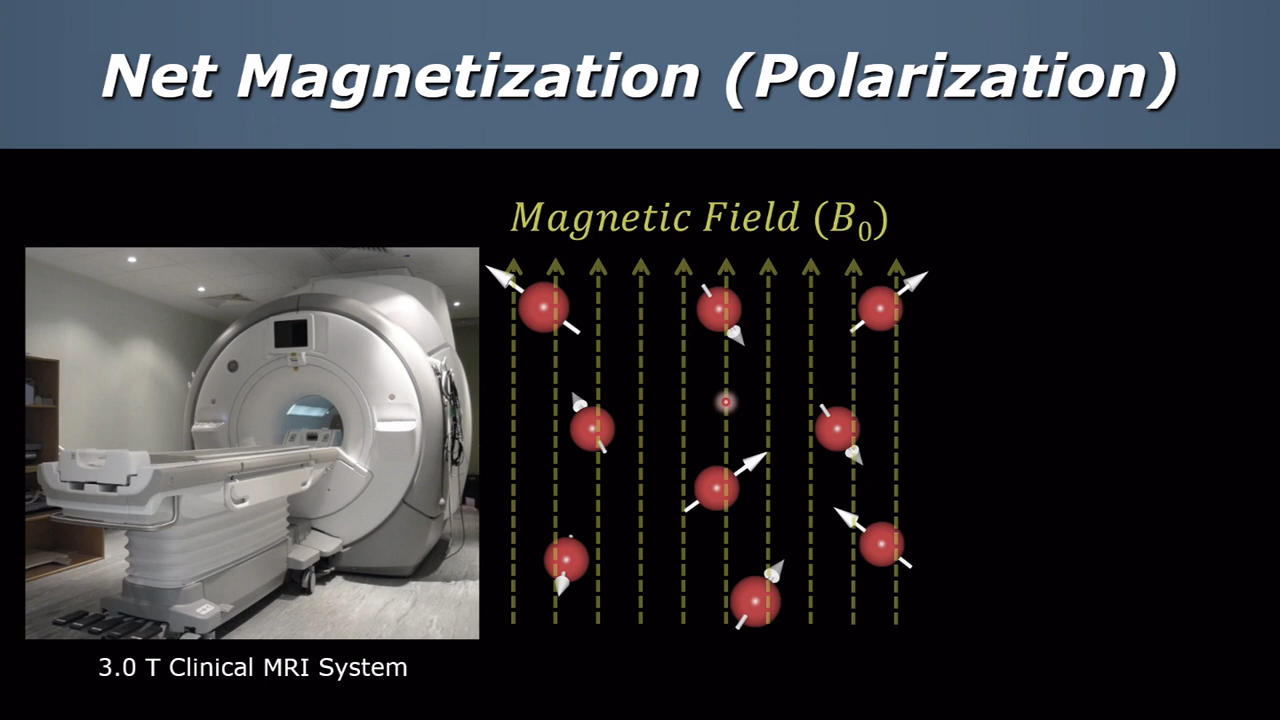 Net Magnetization (Polarization)
Magnetic Field (B₀)
3.0 T Clinical MRI System